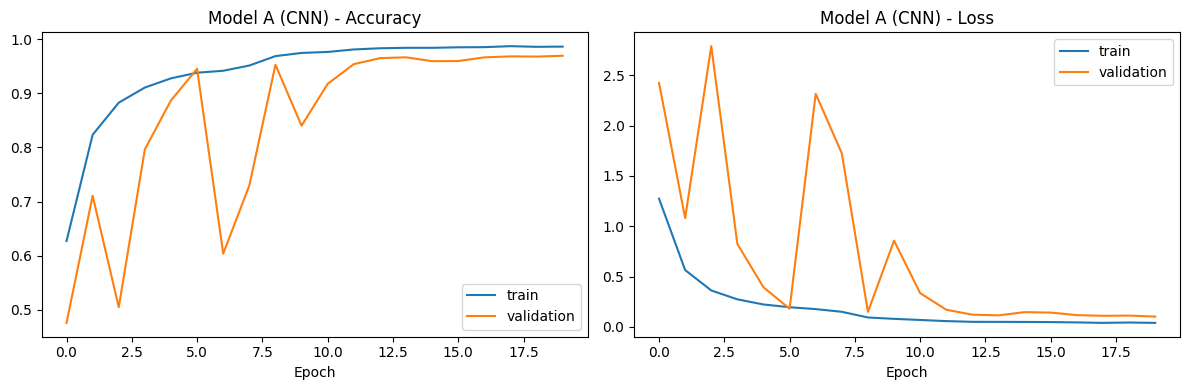 Model A (CNN) - Accuracy
1.0
0.9
0.8
0.7
0.6
0.5
train
validation
0.0 2.5 5.0 7.5 10.0 12.5 15.0 17.5
Epoch
Model A (CNN) - Loss
train
validation
2.5
2.0
1.5
1.0
0.5
0.0
0.0 2.5 5.0 7.5 10.0 12.5 15.0 17.5
Epoch